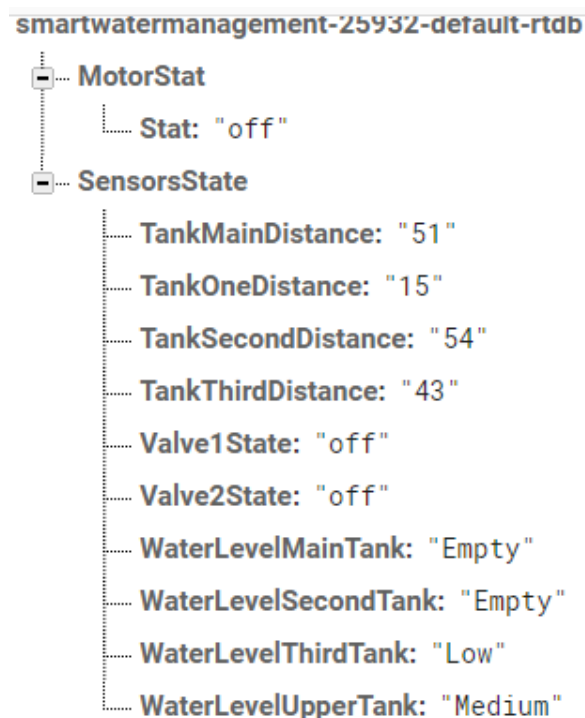 smartwatermanagement-25932-default-rtdb
MotorStat
Stat: "off"
SensorsState
TankMainDistance: "51"
TankOneDistance: "15"
TankSecondDistance: "54"
TankThirdDistance: "43"
Valve1State: "off"
Valve2State: "off"
WaterLevelMainTank: "Empty"
WaterLevelSecondTank: "Empty"
WaterLevelThirdTank: "Low"
WaterLevelUpperTank: "Medium"